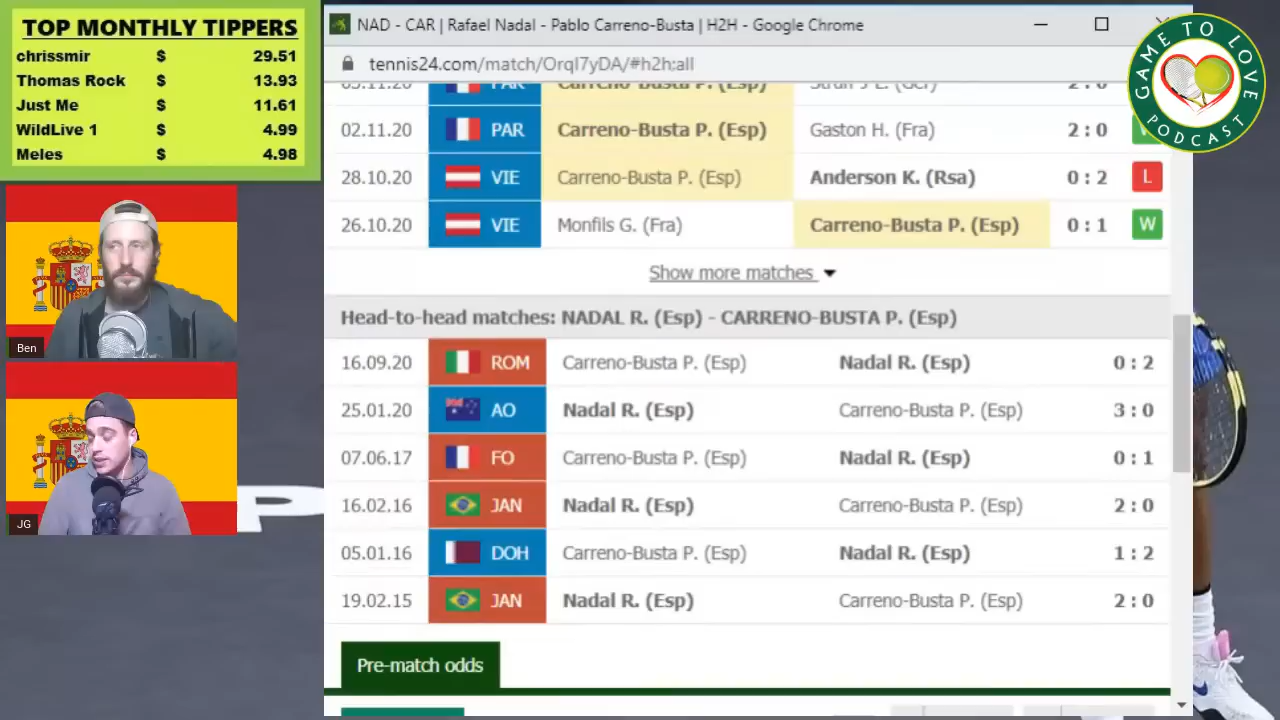 TOP MONTHLY TIPPERS
chrissmir $ 29.51
Thomas Rock $ 13.93
Just Me $ 11.61
WildLive 1 $ 4.99
Meles $ 4.98
Ben
JG
NAD - CAR | Rafael Nadal - Pablo Carreno-Busta | H2H - Google Chrome
tennis24.com/match/OrqI7yDA/#h2h;all
GAME TO LOVE
PODCAST
PAR Carreno-Busta P. (Esp)
02.11.20 PAR Carreno-Busta P. (Esp) Gaston H. (Fra) 2 : 0
28.10.20 VIE Carreno-Busta P. (Esp) Anderson K. (Rsa) 0 : 2 L
26.10.20 VIE Monfils G. (Fra) Carreno-Busta P. (Esp) 0 : 1 W
Show more matches
Head-to-head matches: NADAL R. (Esp) - CARRENO-BUSTA P. (Esp)
16.09.20 ROM Carreno-Busta P. (Esp) Nadal R. (Esp) 0 : 2
25.01.20 AO Nadal R. (Esp) Carreno-Busta P. (Esp) 3 : 0
07.06.17 FO Carreno-Busta P. (Esp) Nadal R. (Esp) 0 : 1
16.02.16 JAN Nadal R. (Esp) Carreno-Busta P. (Esp) 2 : 0
05.01.16 DOH Carreno-Busta P. (Esp) Nadal R. (Esp) 1 : 2
19.02.15 JAN Nadal R. (Esp) Carreno-Busta P. (Esp) 2 : 0
Pre-match odds
P